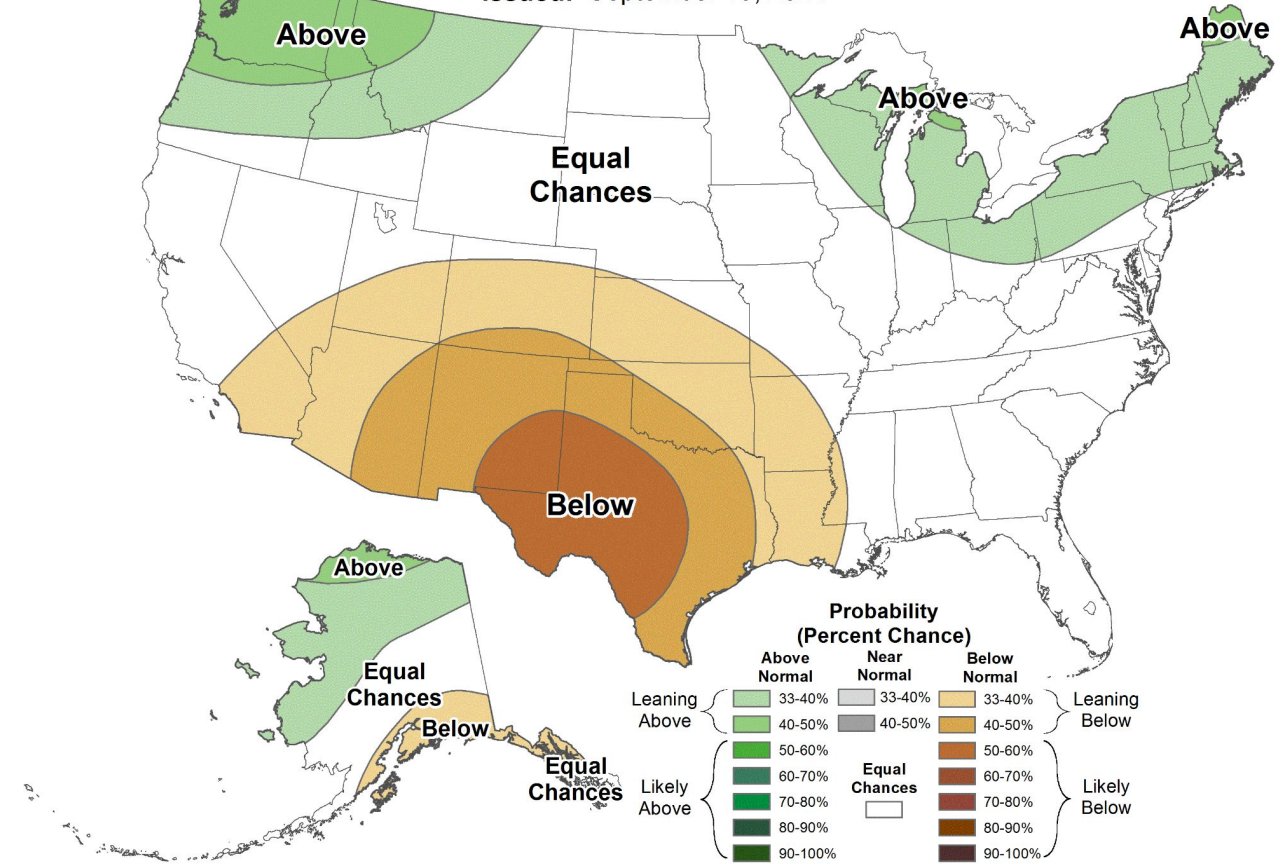 Above
Above
Above
Equal
Chances
Below
Above
Equal
Chances
Below
Equal
Chances
Probability
(Percent Chance)
Above
Normal
Near
Normal
Below
Normal
Leaning
Above
33-40%
33-40%
33-40%
Leaning
Below
40-50%
40-50%
40-50%
Likely
Above
50-60%
50-60%
Likely
Below
60-70%
60-70%
Equal
Chances
70-80%
70-80%
80-90%
80-90%
90-100%
90-100%